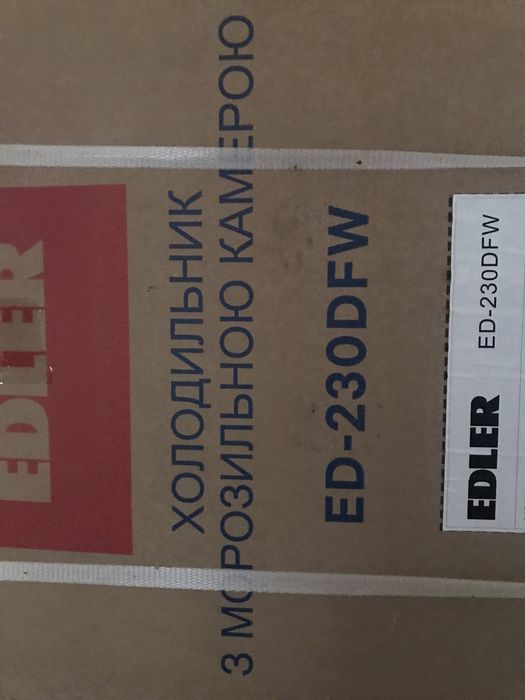 EDLER
ХОЛОДИЛЬНИК
З МОРОЗИЛЬНОЮ КАМЕРОЮ
ED-230DFW
EDLER ED-230DFW